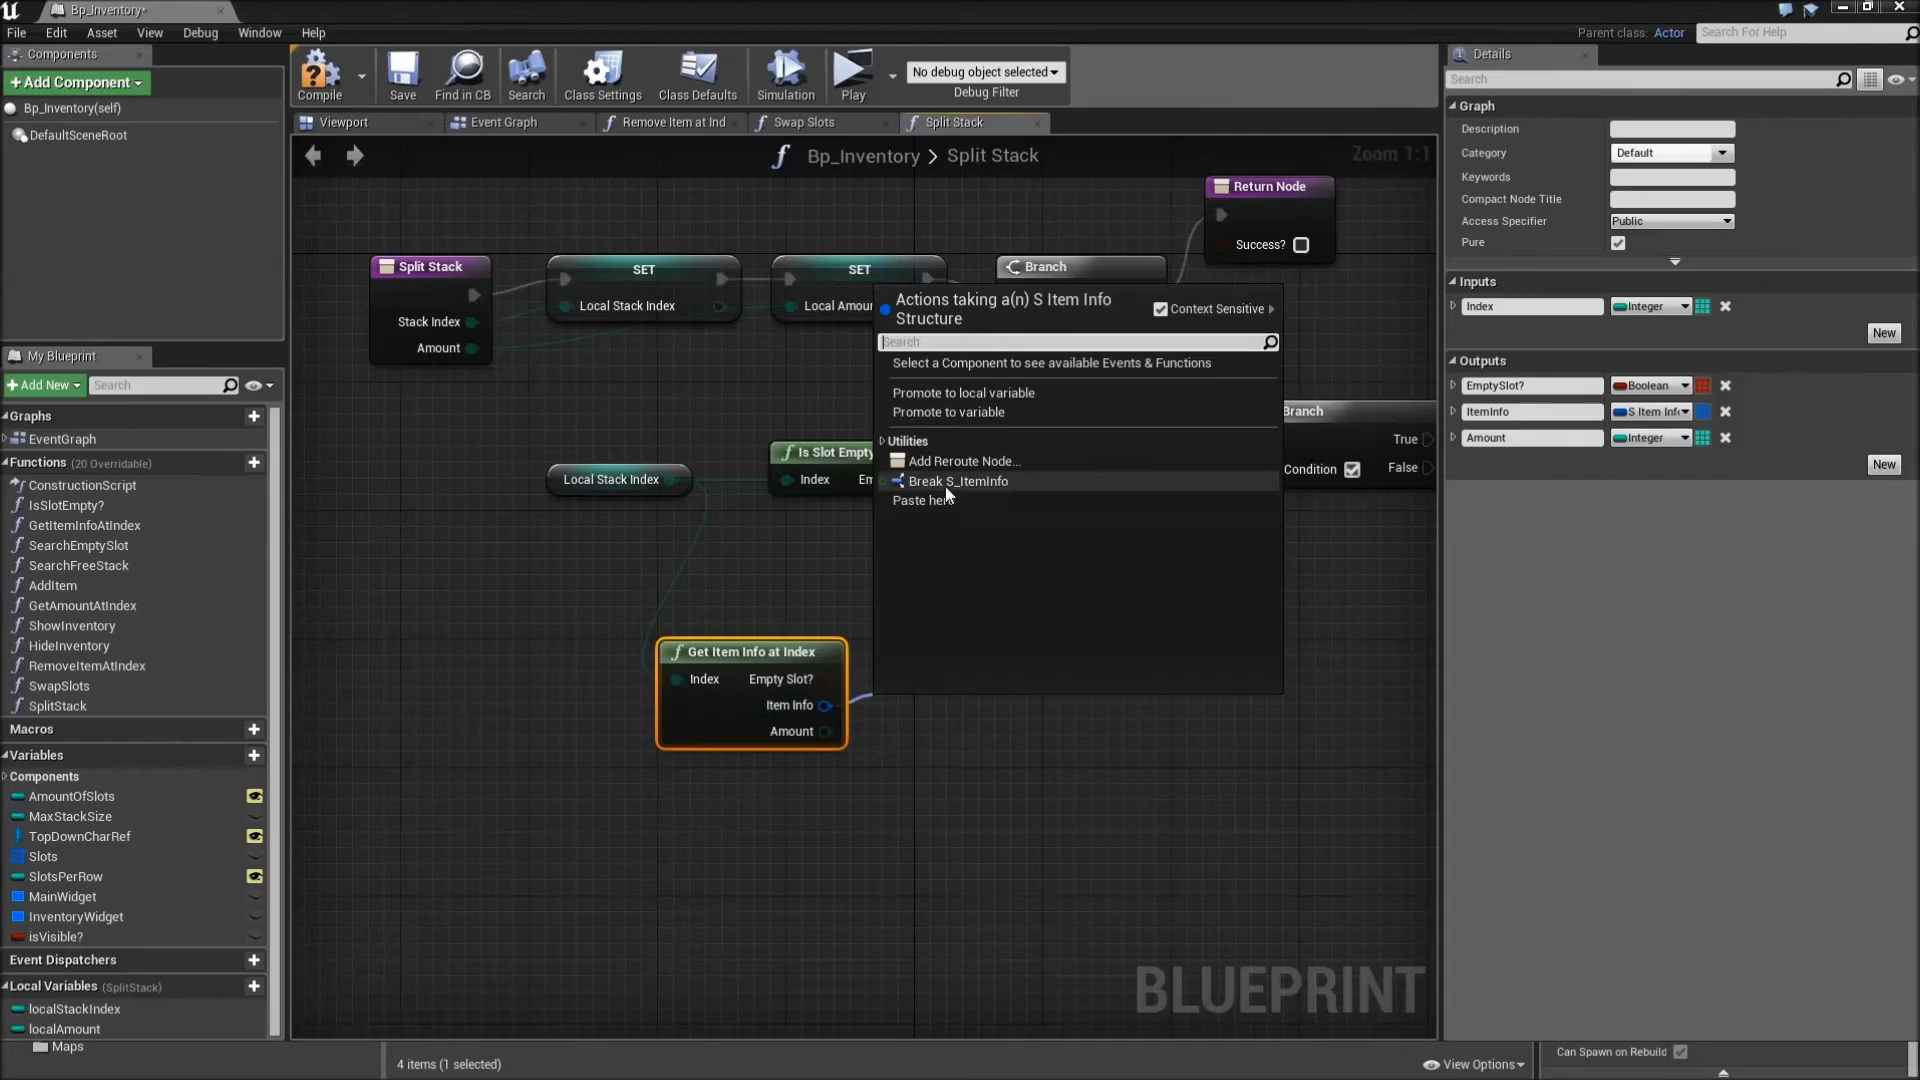 Bp_Inventory*
File Edit Asset View Debug Window Help
Parent class: Actor
Search For Help
Components
+Add Component
Bp_Inventory(self)
DefaultSceneRoot
Compile
Save
Find in CB
Search
Class Settings
Class Defaults
Simulation
Play
No debug object selected
Debug Filter
Viewport
Event Graph
Remove Item at Ind
Swap Slots
Split Stack
Bp_Inventory > Split Stack
Zoom 1:1
Return Node
Success?
Split Stack
Stack Index
Amount
SET
Local Stack Index
SET
Local Amoun
Branch
Actions taking a(n) S Item Info
Structure
Context Sensitive
Search
Select a Component to see available Events & Functions
Promote to local variable
Promote to variable
Utilities
Add Reroute Node...
Break S_ItemInfo
Paste here
Local Stack Index
Is Slot Empty
Index
Em
Branch
True
Condition
False
Get Item Info at Index
Index
Empty Slot?
Item Info
Amount
BLUEPRINT
My Blueprint
+Add New
Search
Graphs
EventGraph
Functions (20 Overridable)
ConstructionScript
IsSlotEmpty?
GetItemInfoAtIndex
SearchEmptySlot
SearchFreeStack
AddItem
GetAmountAtIndex
ShowInventory
HideInventory
RemoveItemAtIndex
SwapSlots
SplitStack
Macros
Variables
Components
AmountOfSlots
MaxStackSize
TopDownCharRef
Slots
SlotsPerRow
MainWidget
InventoryWidget
isVisible?
Event Dispatchers
Local Variables (SplitStack)
localStackIndex
localAmount
Maps
4 items (1 selected)
View Options
Details
Search
Graph
Description
Category
Default
Keywords
Compact Node Title
Access Specifier
Public
Pure
Inputs
Index
Integer
New
Outputs
EmptySlot?
Boolean
ItemInfo
S Item Info
Amount
Integer
New
Can Spawn on Rebuild